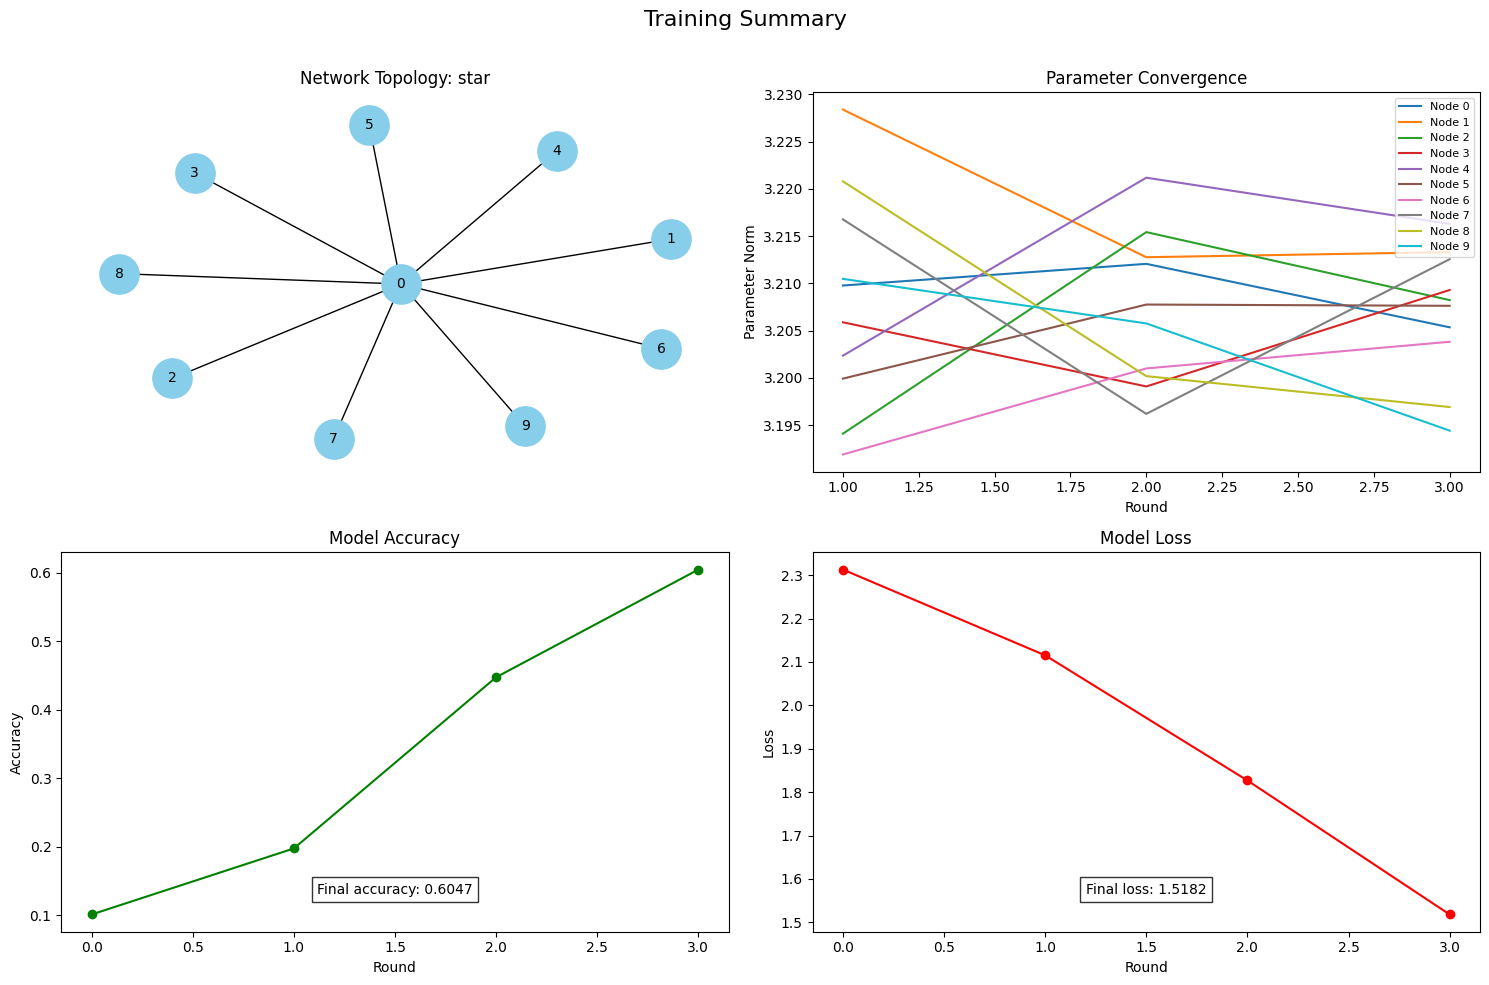 Training Summary
Network Topology: star
5
4
3
1
8
0
6
2
9
7
Parameter Convergence
Parameter Norm
3.230
3.225
3.220
3.215
3.210
3.205
3.200
3.195
Node 0
Node 1
Node 2
Node 3
Node 4
Node 5
Node 6
Node 7
Node 8
Node 9
1.00 1.25 1.50 1.75 2.00 2.25 2.50 2.75 3.00
Round
Model Accuracy
Accuracy
0.6
0.5
0.4
0.3
0.2
0.1
Final accuracy: 0.6047
0.0 0.5 1.0 1.5 2.0 2.5 3.0
Round
Model Loss
Loss
2.3
2.2
2.1
2.0
1.9
1.8
1.7
1.6
1.5
Final loss: 1.5182
0.0 0.5 1.0 1.5 2.0 2.5 3.0
Round